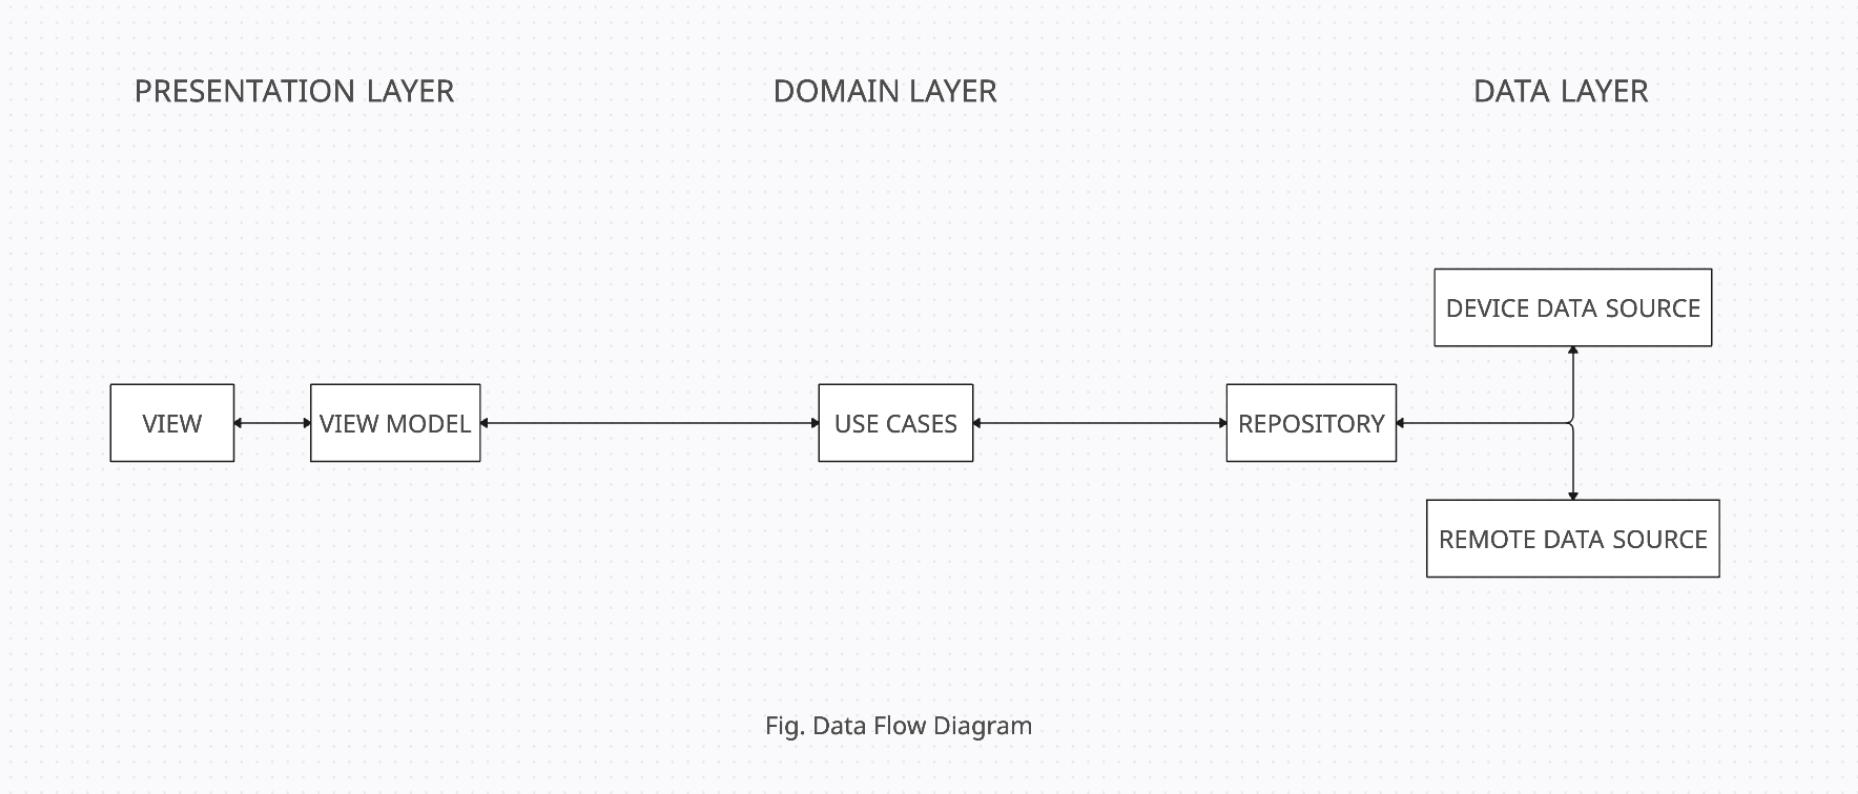 PRESENTATION LAYER
DOMAIN LAYER
DATA LAYER
DEVICE DATA SOURCE
VIEW
VIEW MODEL
USE CASES
REPOSITORY
REMOTE DATA SOURCE
Fig. Data Flow Diagram